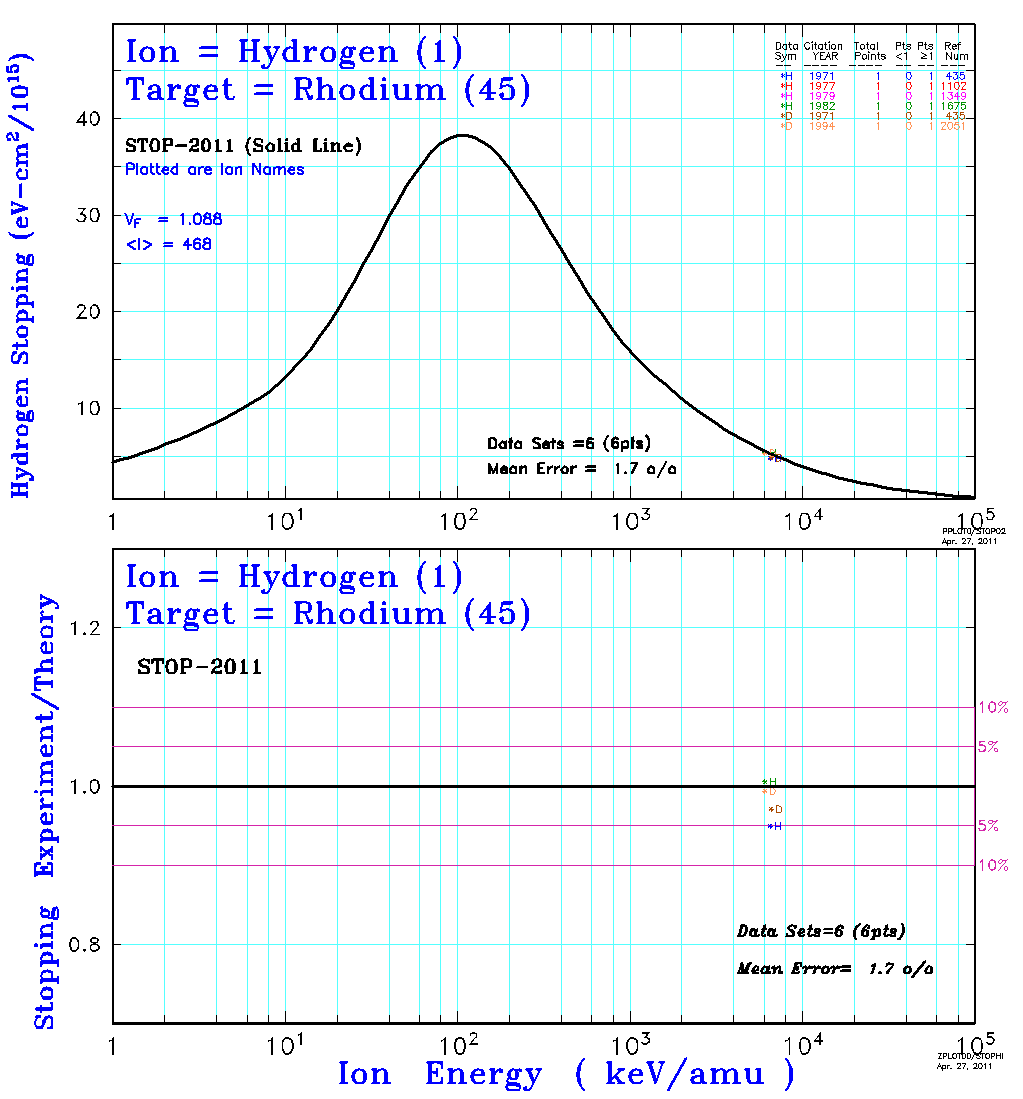 Ion = Hydrogen (1)
Target = Rhodium (45)
STOP-2011 (Solid Line)
Plotted are Ion Names
VF = 1.088
<I> = 468
Data Citation Total Pts Pts Ref
Sym YEAR Points <1 ≥1 Num
*H 1971 1 0 1 435
*H 1977 1 0 1 1102
*H 1979 1 0 1 1349
*H 1982 1 0 1 1675
*D 1971 1 0 1 435
*D 1994 1 0 1 2051
Hydrogen Stopping (eV-cm2/1015)
40
30
20
10
Data Sets =6 (6pts)
Mean Error = 1.7 o/o
D
1 101 102 103 104 105
PPLOTD/STOPO2
Apr. 27, 2011
Ion = Hydrogen (1)
Target = Rhodium (45)
STOP-2011
Stopping Experiment/Theory
1.2
1.0
0.8
10%
5%
5%
10%
*H
*D
*D
*H
Data Sets=6 (6pts)
Mean Error= 1.7 o/o
1 101 102 103 104 105
Ion Energy ( keV/amu )
ZPLOTDD/STOPHI
Apr. 27, 2011